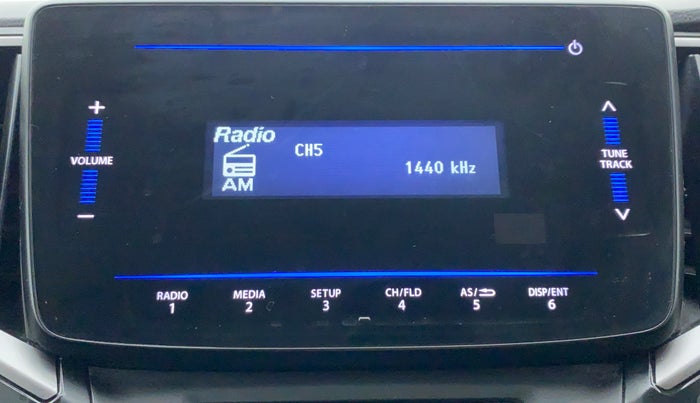 Radio
CH5
1440 kHz
AM
+
VOLUME
−
TUNE
TRACK
RADIO
1
MEDIA
2
SETUP
3
CH/FLD
4
AS/
5
DISP/ENT
6